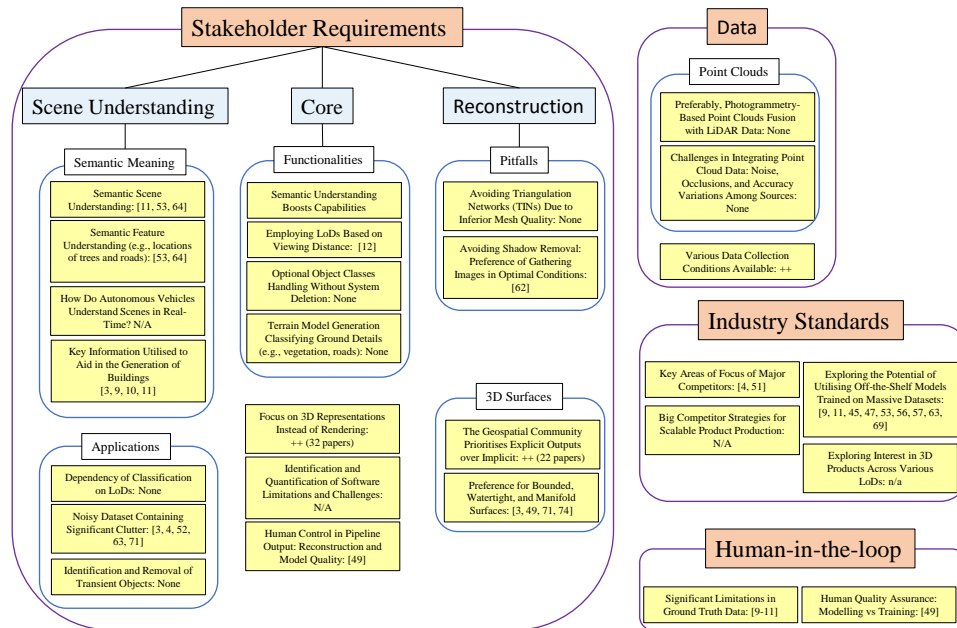 Stakeholder Requirements
Scene Understanding
Semantic Meaning
Semantic Scene
Understanding: [11, 53, 64]
Semantic Feature
Understanding (e.g., locations
of trees and roads): [53, 64]
How Do Autonomous Vehicles
Understand Scenes in Real-
Time? N/A
Key Information Utilised to
Aid in the Generation of
Buildings
[3, 9, 10, 11]
Applications
Dependency of Classification
on LoDs: None
Noisy Dataset Containing
Significant Clutter: [3, 4, 52,
63, 71]
Identification and Removal of
Transient Objects: None
Core
Functionalities
Semantic Understanding
Boosts Capabilities
Employing LoDs Based on
Viewing Distance: [12]
Optional Object Classes
Handling Without System
Deletion: None
Terrain Model Generation
Classifying Ground Details
(e.g., vegetation, roads): None
Focus on 3D Representations
Instead of Rendering:
++ (32 papers)
Identification and
Quantification of Software
Limitations and Challenges:
N/A
Human Control in Pipeline
Output: Reconstruction and
Model Quality: [49]
Reconstruction
Pitfalls
Avoiding Triangulation
Networks (TINs) Due to
Inferior Mesh Quality: None
Avoiding Shadow Removal:
Preference of Gathering
Images in Optimal Conditions:
[62]
3D Surfaces
The Geospatial Community
Prioritises Explicit Outputs
over Implicit: ++ (22 papers)
Preference for Bounded,
Watertight, and Manifold
Surfaces: [3, 49, 71, 74]
Data
Point Clouds
Preferably, Photogrammetry-
Based Point Clouds Fusion
with LiDAR Data: None
Challenges in Integrating Point
Cloud Data: Noise,
Occlusions, and Accuracy
Variations Among Sources:
None
Various Data Collection
Conditions Available: ++
Industry Standards
Key Areas of Focus of Major
Competitors: [4, 51]
Big Competitor Strategies for
Scalable Product Production:
N/A
Exploring the Potential of
Utilising Off-the-Shelf Models
Trained on Massive Datasets:
[9, 11, 45, 47, 53, 56, 57, 63,
69]
Exploring Interest in 3D
Products Across Various
LoDs: n/a
Human-in-the-loop
Significant Limitations in
Ground Truth Data: [9-11]
Human Quality Assurance:
Modelling vs Training: [49]